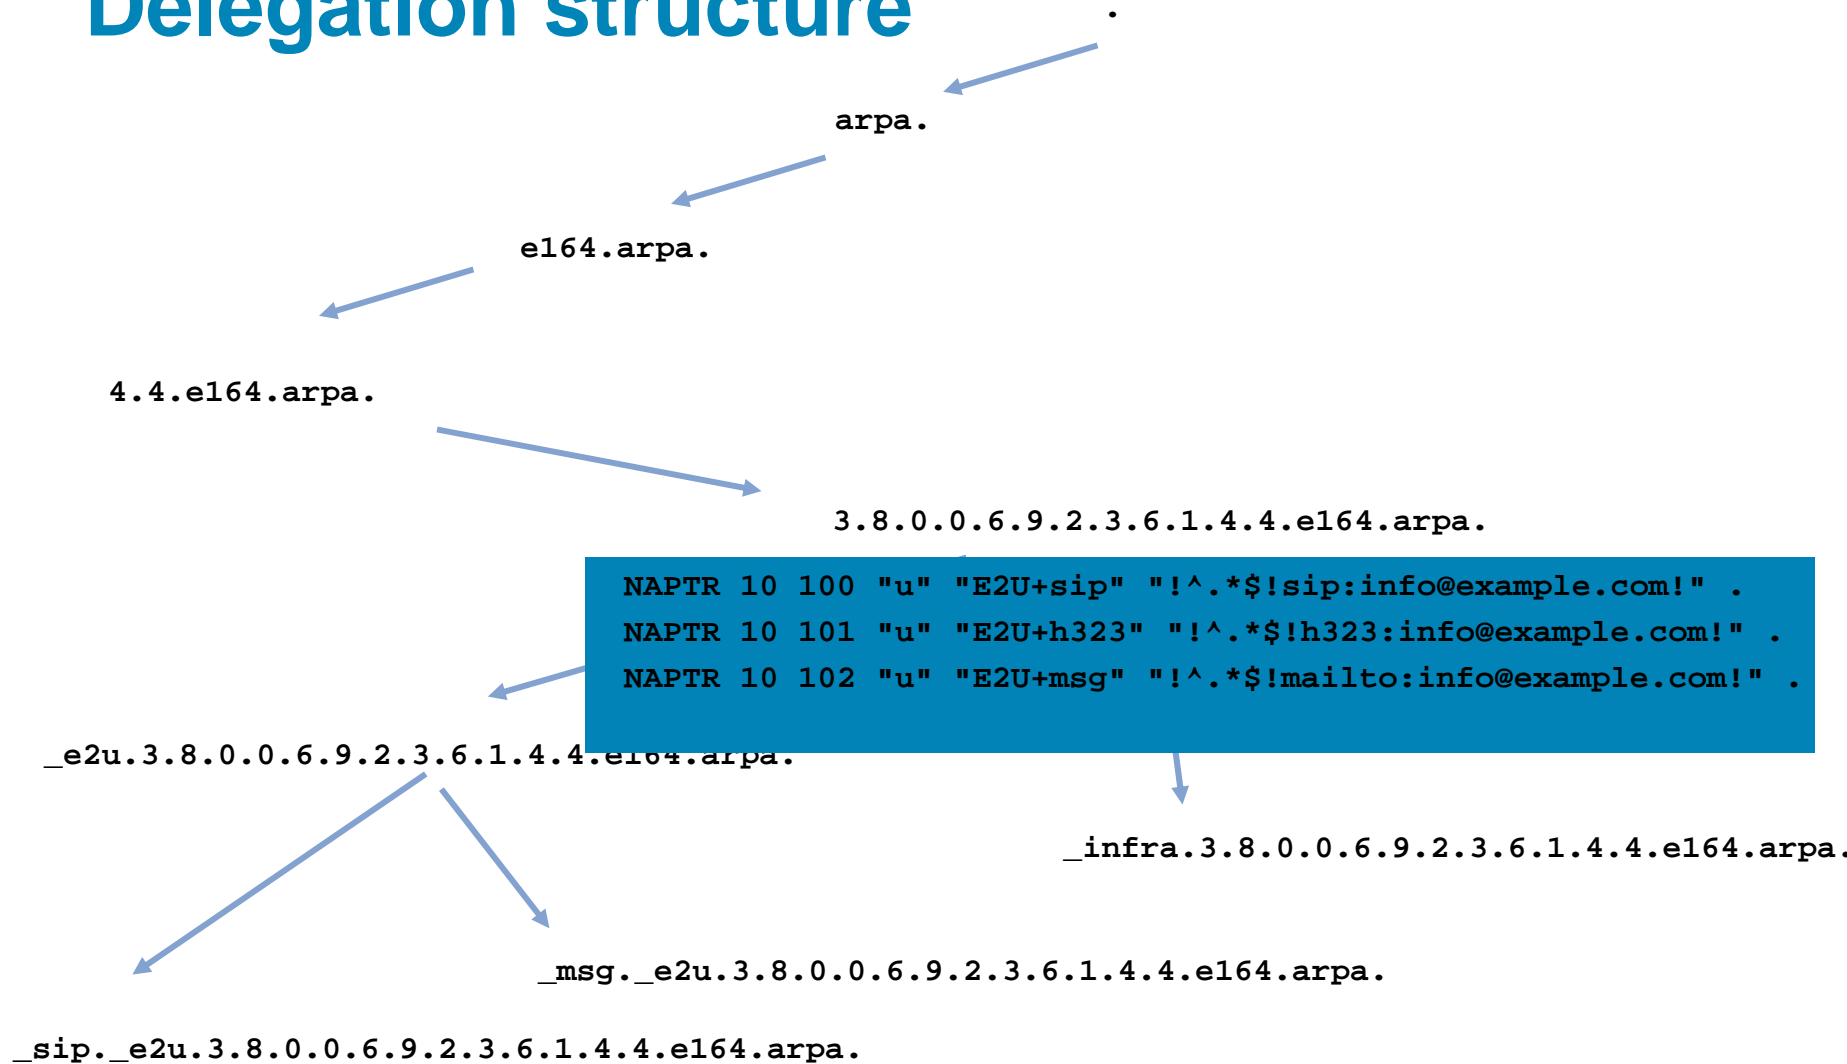 Delegation structure
.
arpa.
e164.arpa.
4.4.e164.arpa.
3.8.0.0.6.9.2.3.6.1.4.4.e164.arpa.
NAPTR 10 100 "u" "E2U+sip" "!^.*$!sip:info@example.com!" .
NAPTR 10 101 "u" "E2U+h323" "!^.*$!h323:info@example.com!" .
NAPTR 10 102 "u" "E2U+msg" "!^.*$!mailto:info@example.com!" .
_e2u.3.8.0.0.6.9.2.3.6.1.4.4.e164.arpa.
_infra.3.8.0.0.6.9.2.3.6.1.4.4.e164.arpa.
_msg._e2u.3.8.0.0.6.9.2.3.6.1.4.4.e164.arpa.
_sip._e2u.3.8.0.0.6.9.2.3.6.1.4.4.e164.arpa.